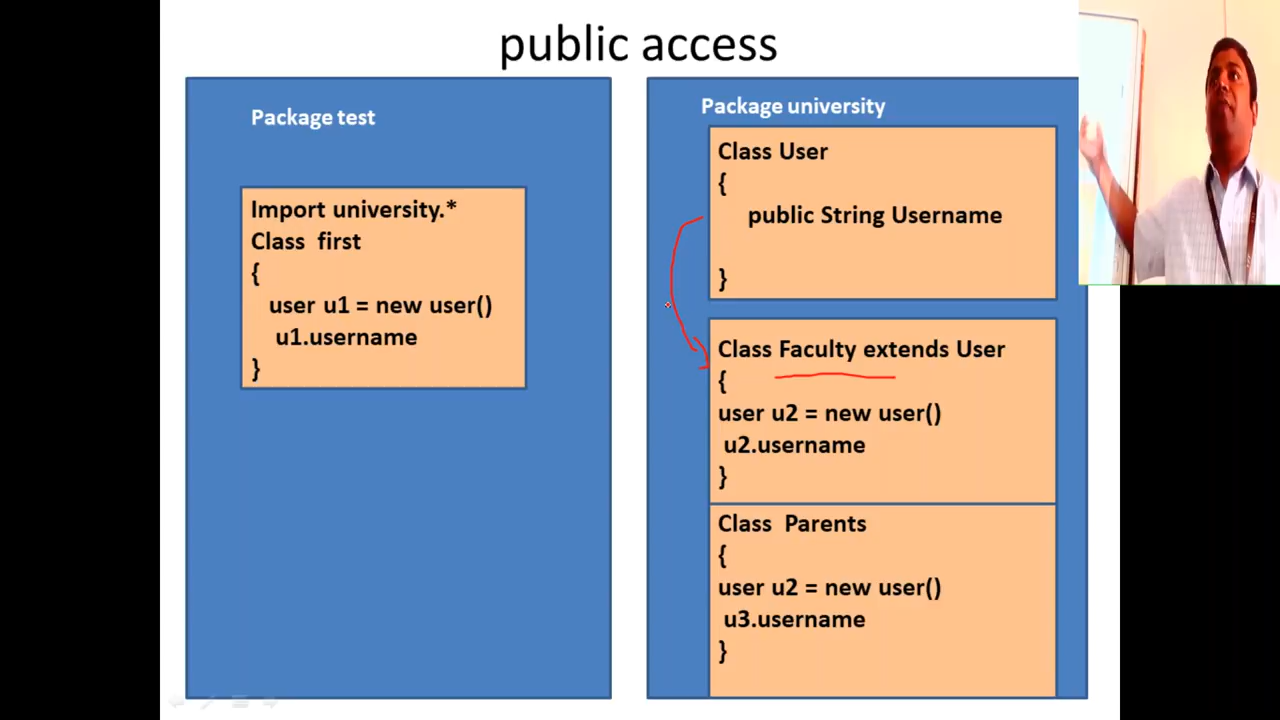 public access
Package test
Import university.*
Class first
{
user u1 = new user()
u1.username
}
Package university
Class User
{
public String Username
}
Class Faculty extends User
{
user u2 = new user()
u2.username
}
Class Parents
{
user u2 = new user()
u3.username
}